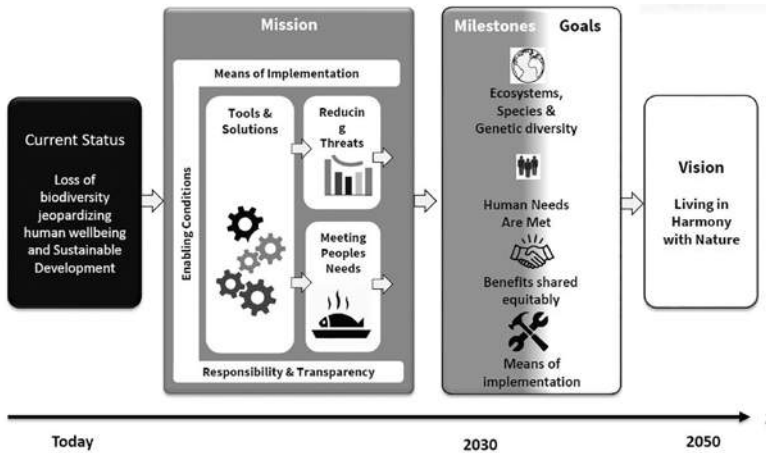 Current Status
Loss of
biodiversity
jeopardizing
human wellbeing
and Sustainable
Development
Mission
Means of Implementation
Enabling Conditions
Tools &
Solutions
Reducin
g
Threats
Meeting
Peoples
Needs
Responsibility & Transparency
Milestones Goals
Ecosystems,
Species &
Genetic diversity
Human Needs
Are Met
Benefits shared
equitably
Means of
implementation
Vision
Living in
Harmony
with Nature
Today
2030
2050